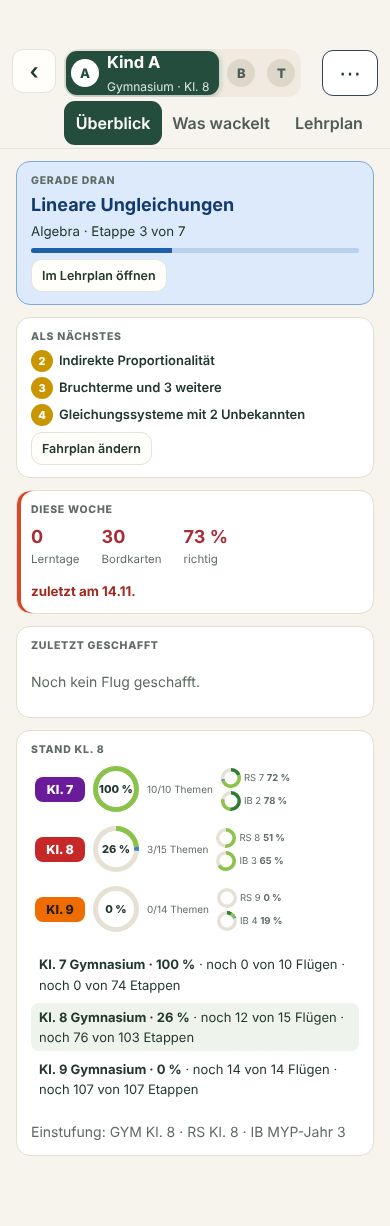 ‹
A
Kind A
Gymnasium · Kl. 8
B
T
...
Überblick
Was wackelt
Lehrplan
GERADE DRAN
Lineare Ungleichungen
Algebra · Etappe 3 von 7
Im Lehrplan öffnen
ALS NÄCHSTES
2 Indirekte Proportionalität
3 Bruchterme und 3 weitere
4 Gleichungssysteme mit 2 Unbekannten
Fahrplan ändern
DIESE WOCHE
0 30 73 %
Lerntage Bordkarten richtig
zuletzt am 14.11.
ZULETZT GESCHAFFT
Noch kein Flug geschafft.
STAND KL. 8
Kl. 7 100 % 10/10 Themen
RS 7 72 %
IB 2 78 %
Kl. 8 26 % 3/15 Themen
RS 8 51 %
IB 3 65 %
Kl. 9 0 % 0/14 Themen
RS 9 0 %
IB 4 19 %
Kl. 7 Gymnasium · 100 % · noch 0 von 10 Flügen ·
noch 0 von 74 Etappen
Kl. 8 Gymnasium · 26 % · noch 12 von 15 Flügen ·
noch 76 von 103 Etappen
Kl. 9 Gymnasium · 0 % · noch 14 von 14 Flügen ·
noch 107 von 107 Etappen
Einstufung: GYM Kl. 8 · RS Kl. 8 · IB MYP-Jahr 3